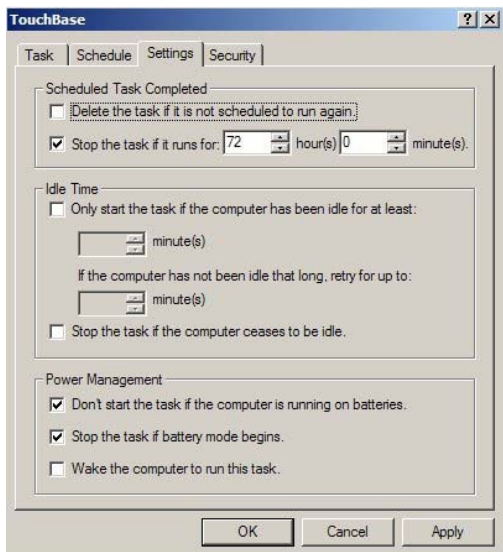 TouchBase
Task Schedule Settings Security
Scheduled Task Completed
Delete the task if it is not scheduled to run again.
Stop the task if it runs for: 72 hour(s) 0 minute(s).
Idle Time
Only start the task if the computer has been idle for at least:
minute(s)
If the computer has not been idle that long, retry for up to:
minute(s)
Stop the task if the computer ceases to be idle.
Power Management
Don't start the task if the computer is running on batteries.
Stop the task if battery mode begins.
Wake the computer to run this task.
OK Cancel Apply